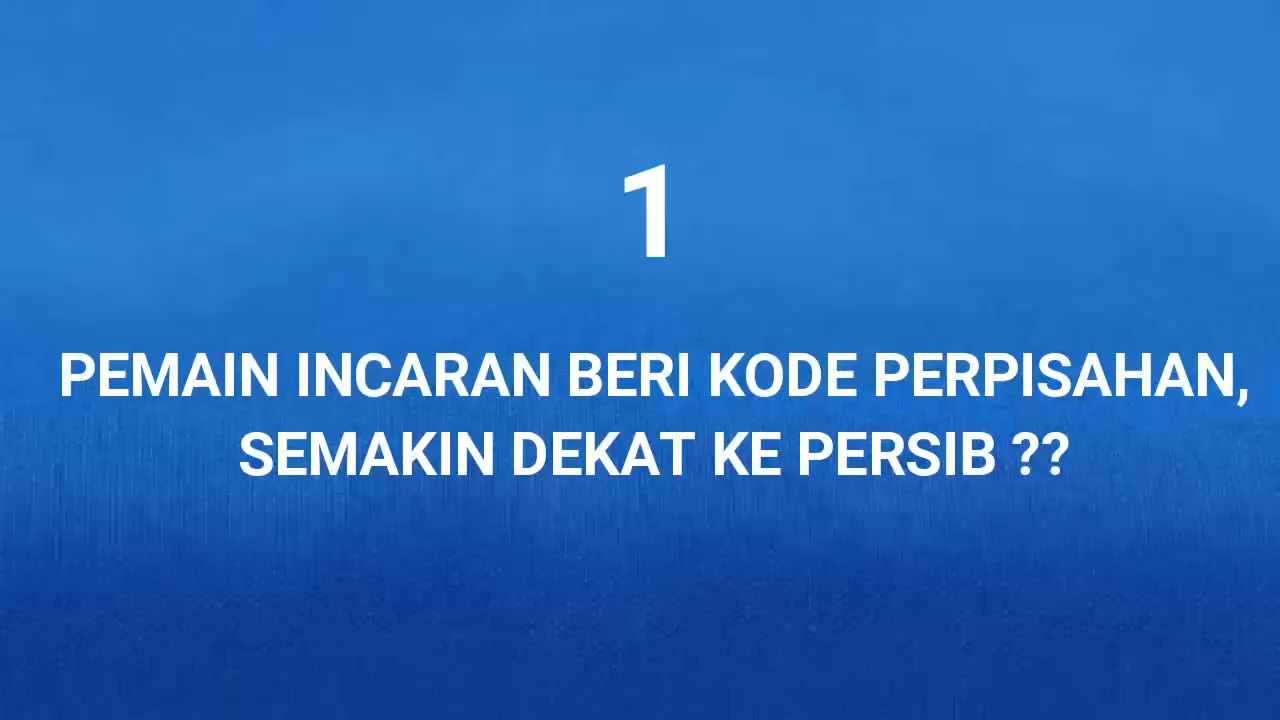 1
PEMAIN INCARAN BERI KODE PERPISAHAN,
SEMAKIN DEKAT KE PERSIB ??